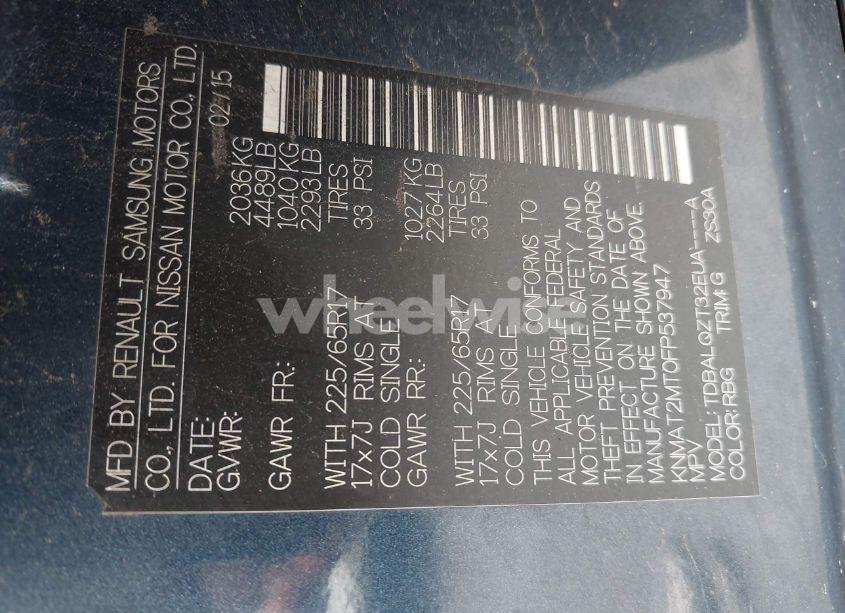 MFD BY RENAULT SAMSUNG MOTORS
CO., LTD. FOR NISSAN MOTOR CO., LTD.
DATE: 02/15
GVWR: 2036KG
4489LB
GAWR FR: 1040KG
2293LB
WITH 225/65R17 TIRES
17x7J RIMS AT 33 PSI
COLD SINGLE
GAWR RR: 1027KG
2264LB
WITH 225/65R17 TIRES
17x7J RIMS AT 33 PSI
COLD SINGLE
THIS VEHICLE CONFORMS TO
ALL APPLICABLE FEDERAL
MOTOR VEHICLE SAFETY AND
THEFT PREVENTION STANDARDS
IN EFFECT ON THE DATE OF
MANUFACTURE SHOWN ABOVE.
KNMAT2MT0FP537947
MPV
MODEL: TDBALQZT32EUA----A
COLOR: RBG TRIM: G ZS30A
wheelwise